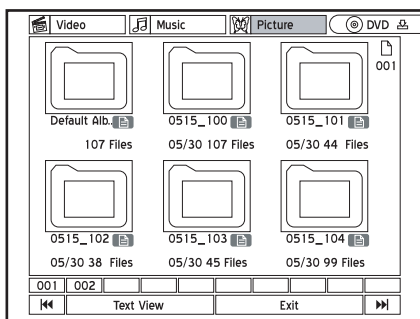 Video Music Picture DVD
001
Default Alb.. 0515_100 0515_101
107 Files 05/30 107 Files 05/30 44 Files
0515_102 0515_103 0515_104
05/30 38 Files 05/30 45 Files 05/30 99 Files
001 002
Text View Exit